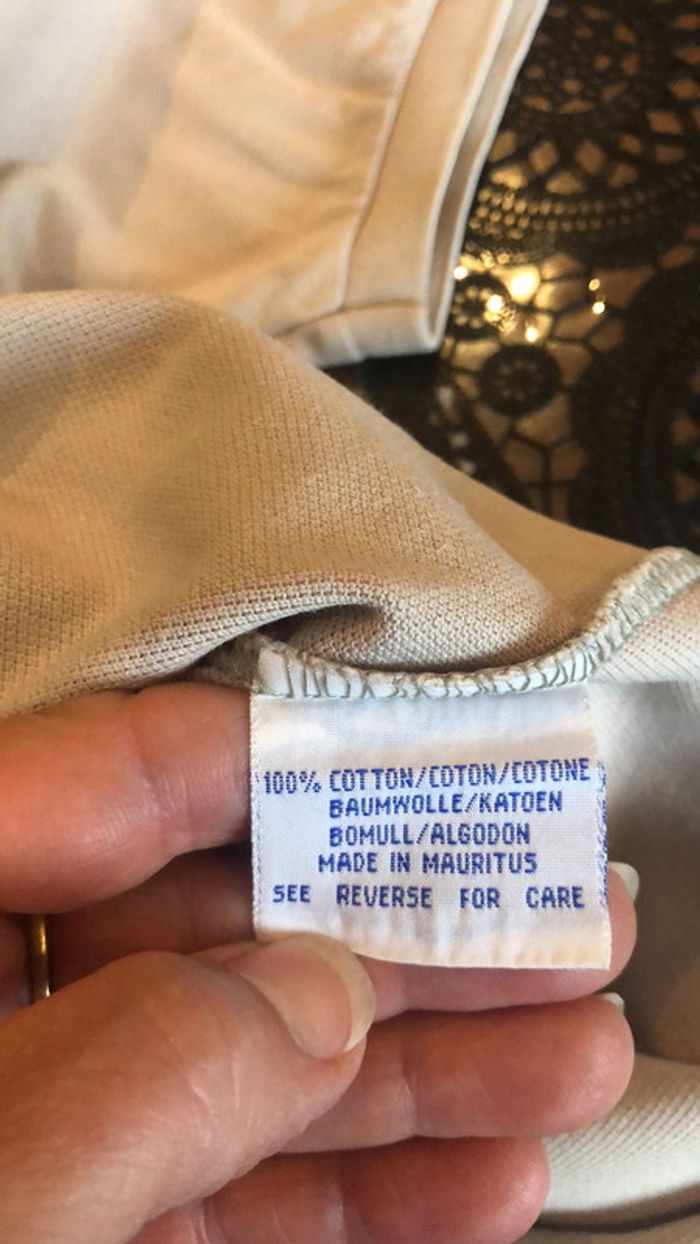 100% COTTON/COTON/COTONE
BAUMWOLLE/KATOEN
BOMULL/ALGODON
MADE IN MAURITUS
SEE REVERSE FOR CARE